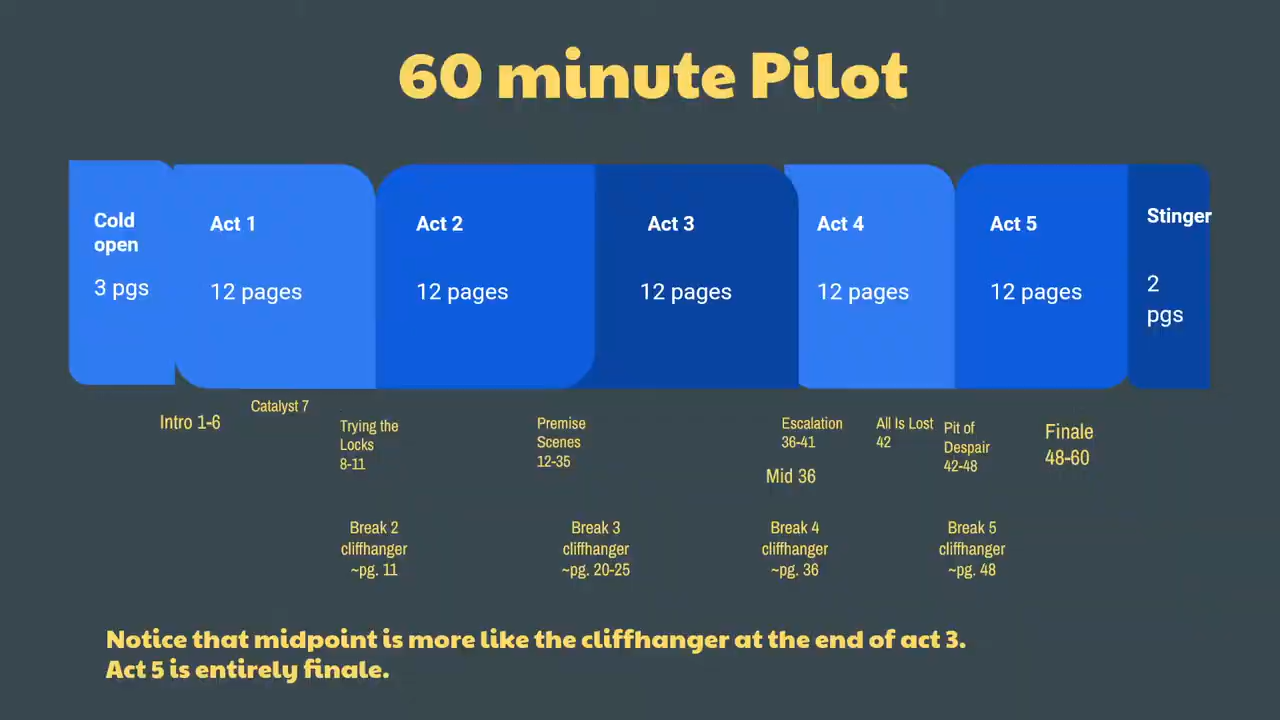 60 minute Pilot
Cold
open
3 pgs
Act 1
12 pages
Act 2
12 pages
Act 3
12 pages
Act 4
12 pages
Act 5
12 pages
Stinger
2
pgs
Intro 1-6
Catalyst 7
Trying the
Locks
8-11
Premise
Scenes
12-35
Escalation
36-41
Mid 36
All Is Lost
42
Pit of
Despair
42-48
Finale
48-60
Break 2
cliffhanger
~pg. 11
Break 3
cliffhanger
~pg. 20-25
Break 4
cliffhanger
~pg. 36
Break 5
cliffhanger
~pg. 48
Notice that midpoint is more like the cliffhanger at the end of act 3.
Act 5 is entirely finale.